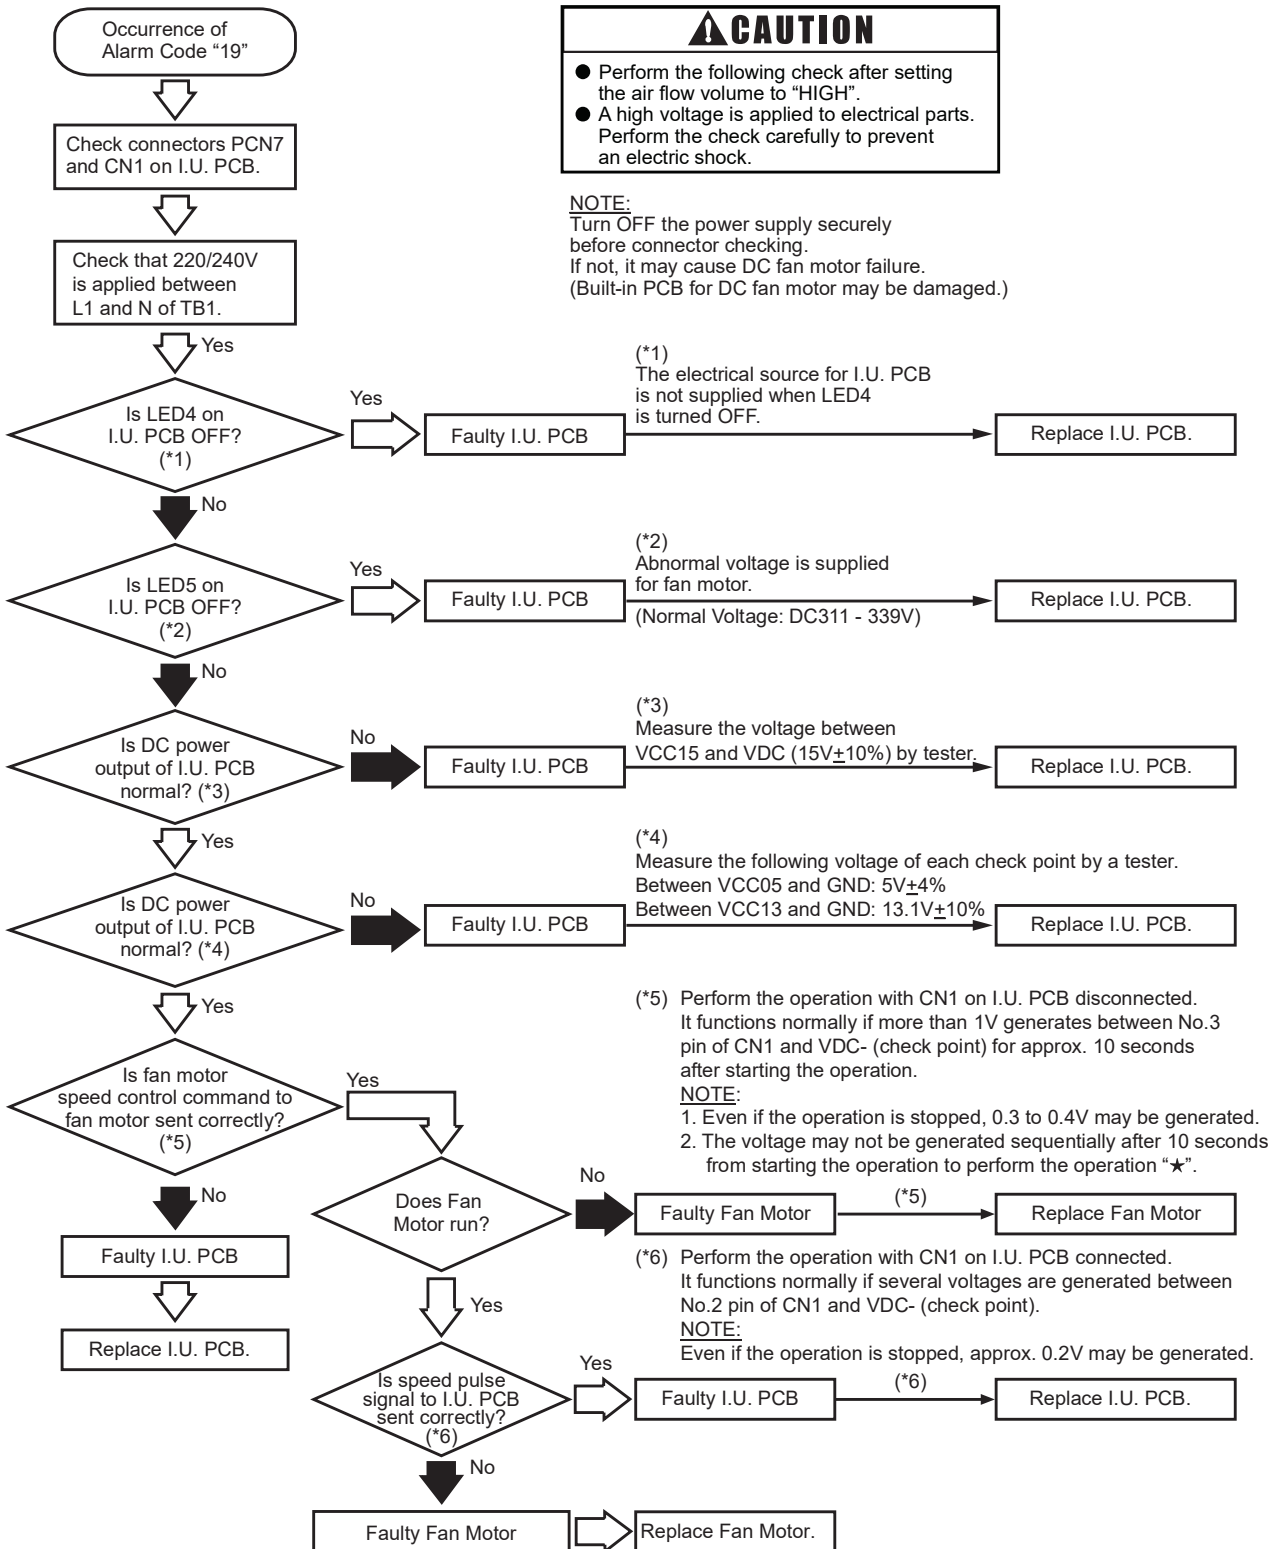 Occurrence of
Alarm Code “19”
CAUTION
● Perform the following check after setting
the air flow volume to “HIGH”.
● A high voltage is applied to electrical parts.
Perform the check carefully to prevent
an electric shock.
Check connectors PCN7
and CN1 on I.U. PCB.
NOTE:
Turn OFF the power supply securely
before connector checking.
If not, it may cause DC fan motor failure.
(Built-in PCB for DC fan motor may be damaged.)
Check that 220/240V
is applied between
L1 and N of TB1.
Yes
Is LED4 on
I.U. PCB OFF?
(*1)
Yes
Faulty I.U. PCB
(*1)
The electrical source for I.U. PCB
is not supplied when LED4
is turned OFF.
Replace I.U. PCB.
No
Is LED5 on
I.U. PCB OFF?
(*2)
Yes
Faulty I.U. PCB
(*2)
Abnormal voltage is supplied
for fan motor.
(Normal Voltage: DC311 - 339V)
Replace I.U. PCB.
No
Is DC power
output of I.U. PCB
normal? (*3)
No
Faulty I.U. PCB
(*3)
Measure the voltage between
VCC15 and VDC (15V±10%) by tester.
Replace I.U. PCB.
Yes
Is DC power
output of I.U. PCB
normal? (*4)
No
Faulty I.U. PCB
(*4)
Measure the following voltage of each check point by a tester.
Between VCC05 and GND: 5V±4%
Between VCC13 and GND: 13.1V±10%
Replace I.U. PCB.
Yes
Is fan motor
speed control command to
fan motor sent correctly?
(*5)
Yes
(*5) Perform the operation with CN1 on I.U. PCB disconnected.
It functions normally if more than 1V generates between No.3
pin of CN1 and VDC- (check point) for approx. 10 seconds
after starting the operation.
NOTE:
1. Even if the operation is stopped, 0.3 to 0.4V may be generated.
2. The voltage may not be generated sequentially after 10 seconds
from starting the operation to perform the operation “★”.
No
Faulty I.U. PCB
Replace I.U. PCB.
Does Fan
Motor run?
No
Faulty Fan Motor
(*5)
Replace Fan Motor
(*6) Perform the operation with CN1 on I.U. PCB connected.
It functions normally if several voltages are generated between
No.2 pin of CN1 and VDC- (check point).
NOTE:
Even if the operation is stopped, approx. 0.2V may be generated.
Yes
Is speed pulse
signal to I.U. PCB
sent correctly?
(*6)
Yes
Faulty I.U. PCB
(*6)
Replace I.U. PCB.
No
Faulty Fan Motor
Replace Fan Motor.